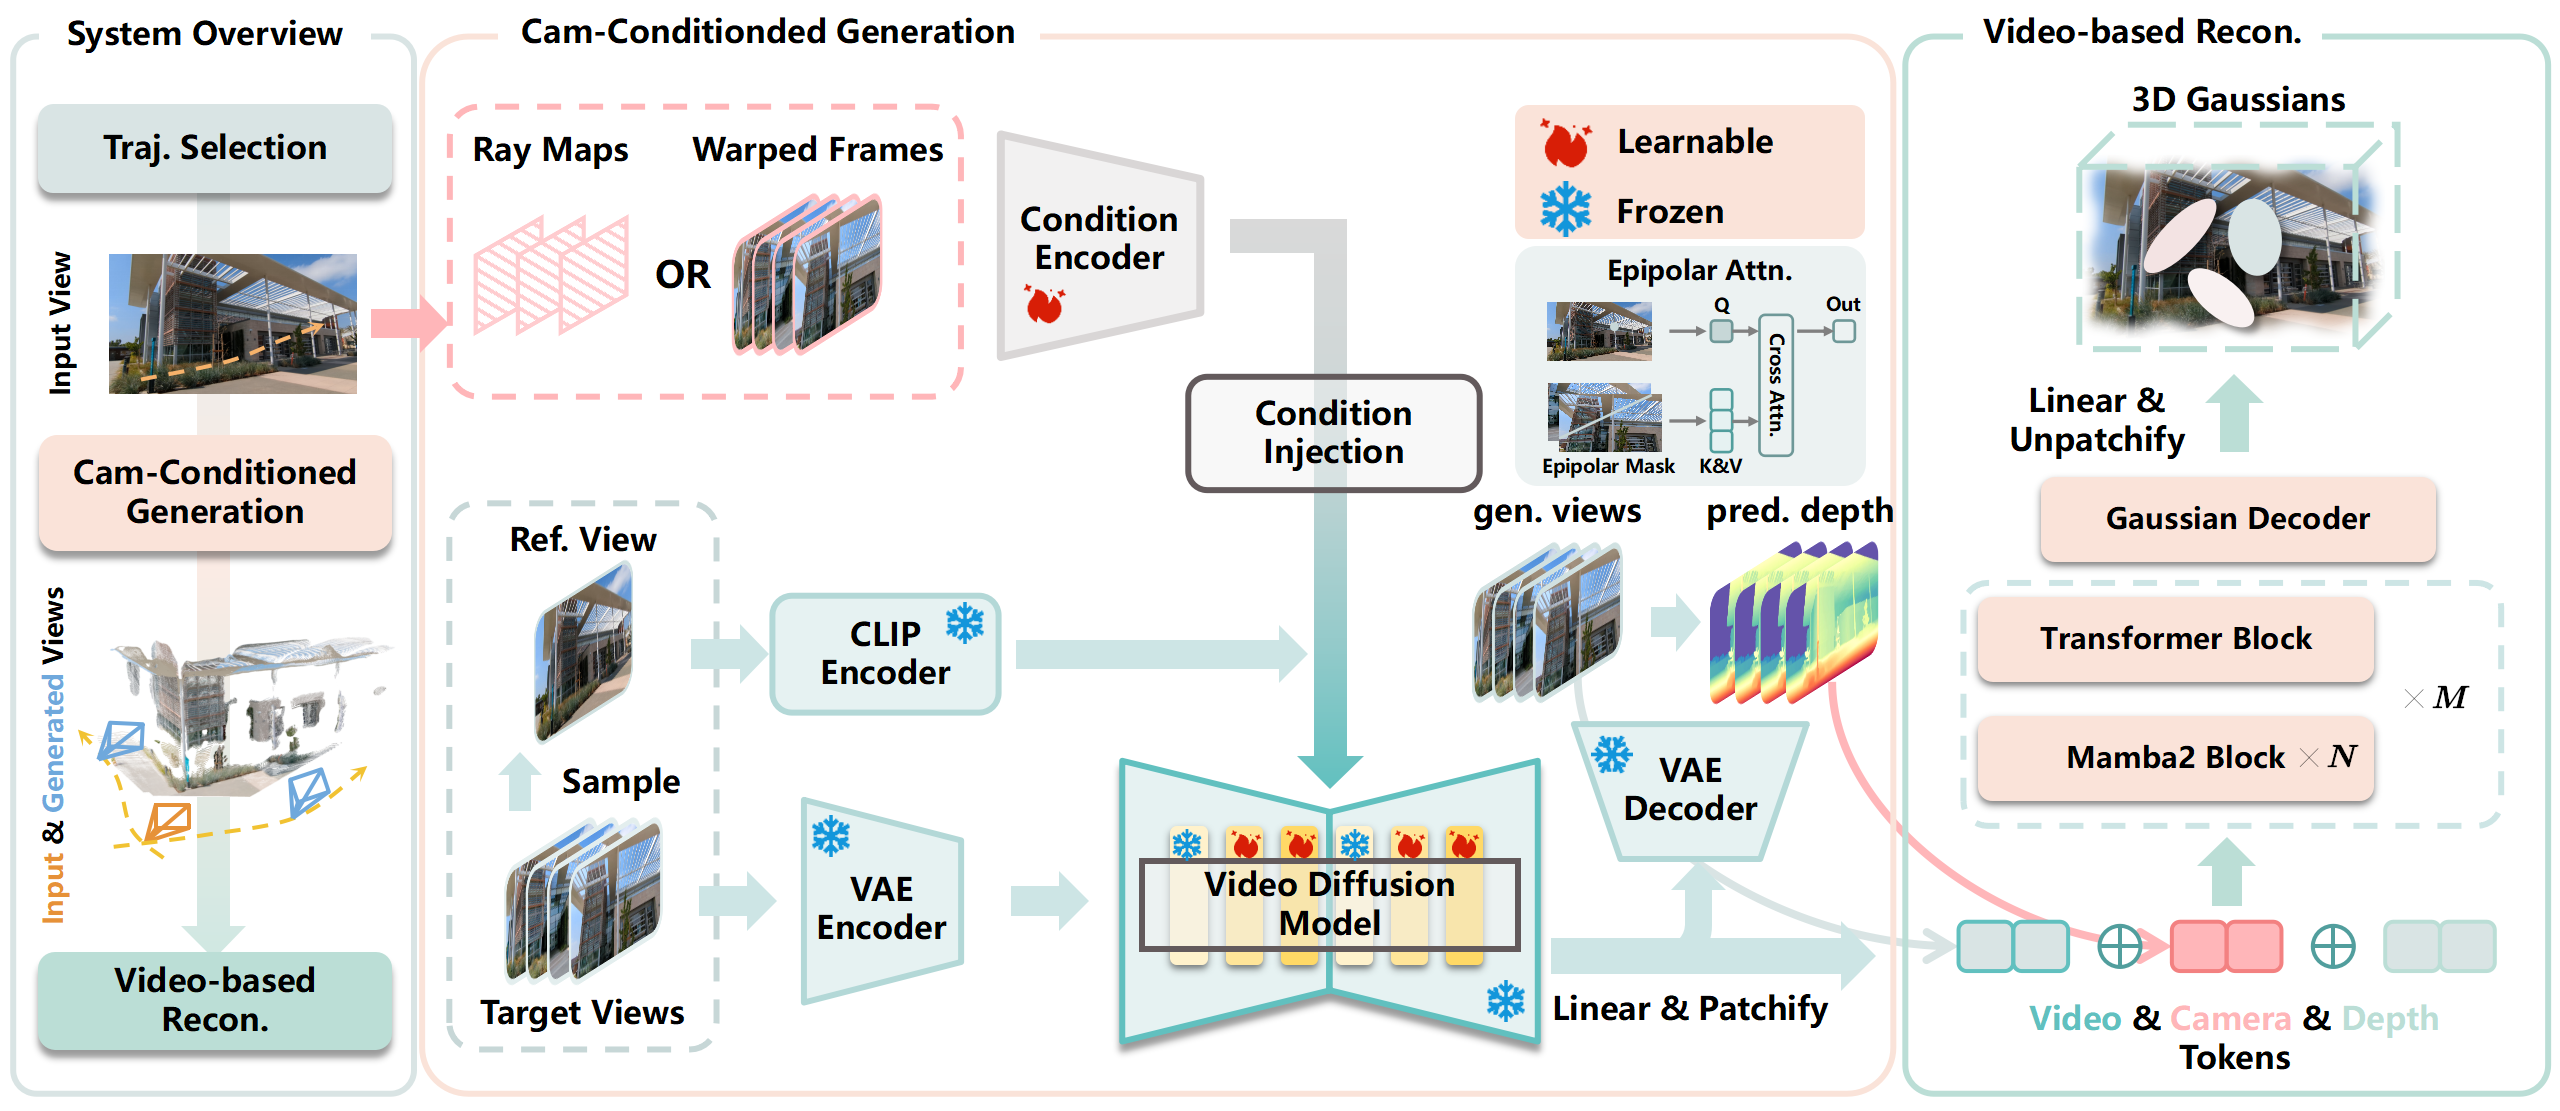 System Overview
Traj. Selection
Input View
Cam-Conditioned
Generation
Input & Generated Views
Video-based
Recon.
Cam-Conditionded Generation
Ray Maps
OR
Warped Frames
Condition
Encoder
Condition
Injection
Learnable
Frozen
Epipolar Attn.
Q
Out
Cross Attn.
Epipolar Mask
K&V
Ref. View
Sample
Target Views
CLIP
Encoder
VAE
Encoder
Video Diffusion
Model
gen. views
pred. depth
VAE
Decoder
Linear & Patchify
Video-based Recon.
3D Gaussians
Linear &
Unpatchify
Gaussian Decoder
Transformer Block
× M
Mamba2 Block × N
Video & Camera & Depth
Tokens